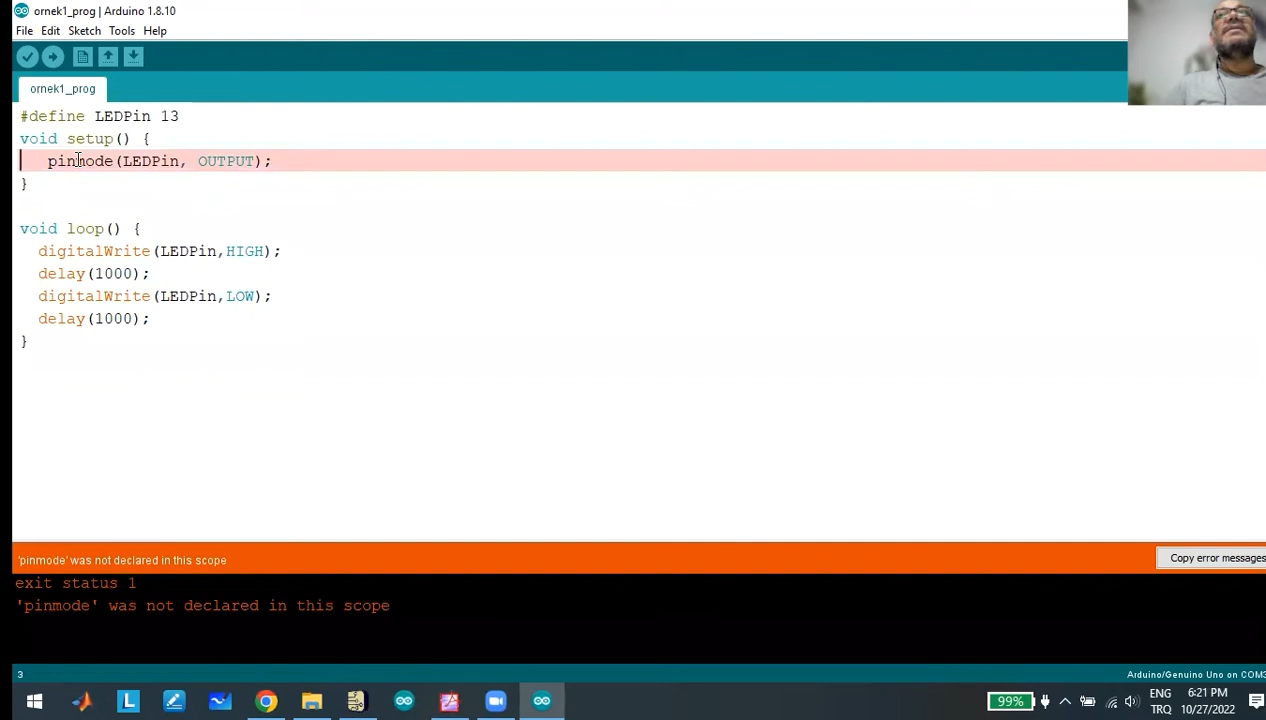 ornek1_prog | Arduino 1.8.10
File Edit Sketch Tools Help
ornek1_prog
#define LEDPin 13
void setup() {
pinmode(LEDPin, OUTPUT);
}
void loop() {
digitalWrite(LEDPin,HIGH);
delay(1000);
digitalWrite(LEDPin,LOW);
delay(1000);
}
'pinmode' was not declared in this scope
Copy error messages
exit status 1
'pinmode' was not declared in this scope
3
Arduino/Genuino Uno on COM3
L
99%
ENG
TRQ
6:21 PM
10/27/2022